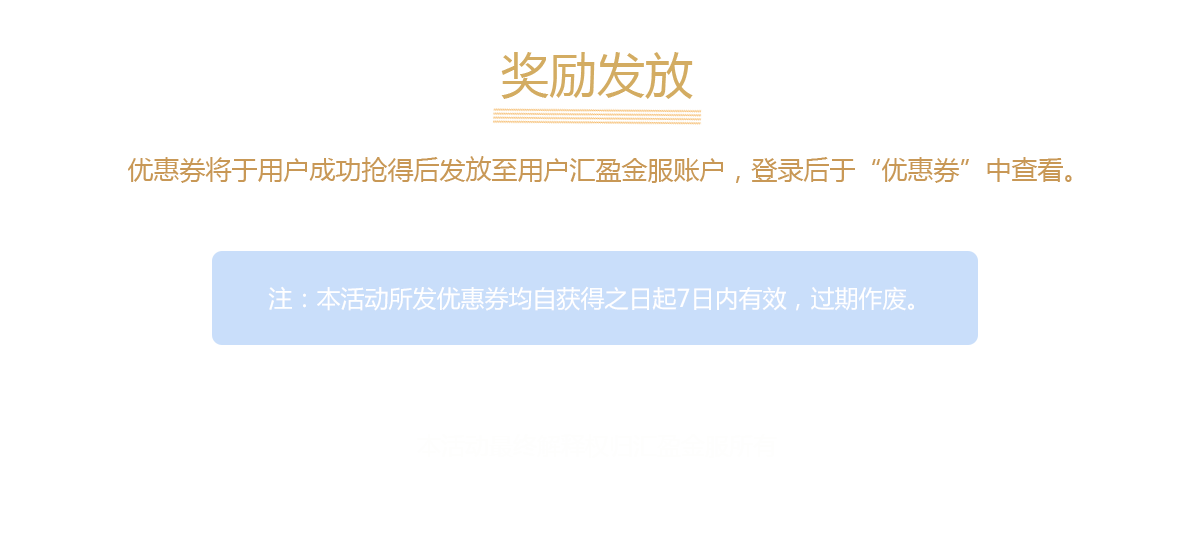 奖励发放
优惠券将于用户成功抢得后发放至用户汇盈金服账户，登录后于“优惠券”中查看。
注：本活动所发优惠券均自获得之日起7日内有效，过期作废。